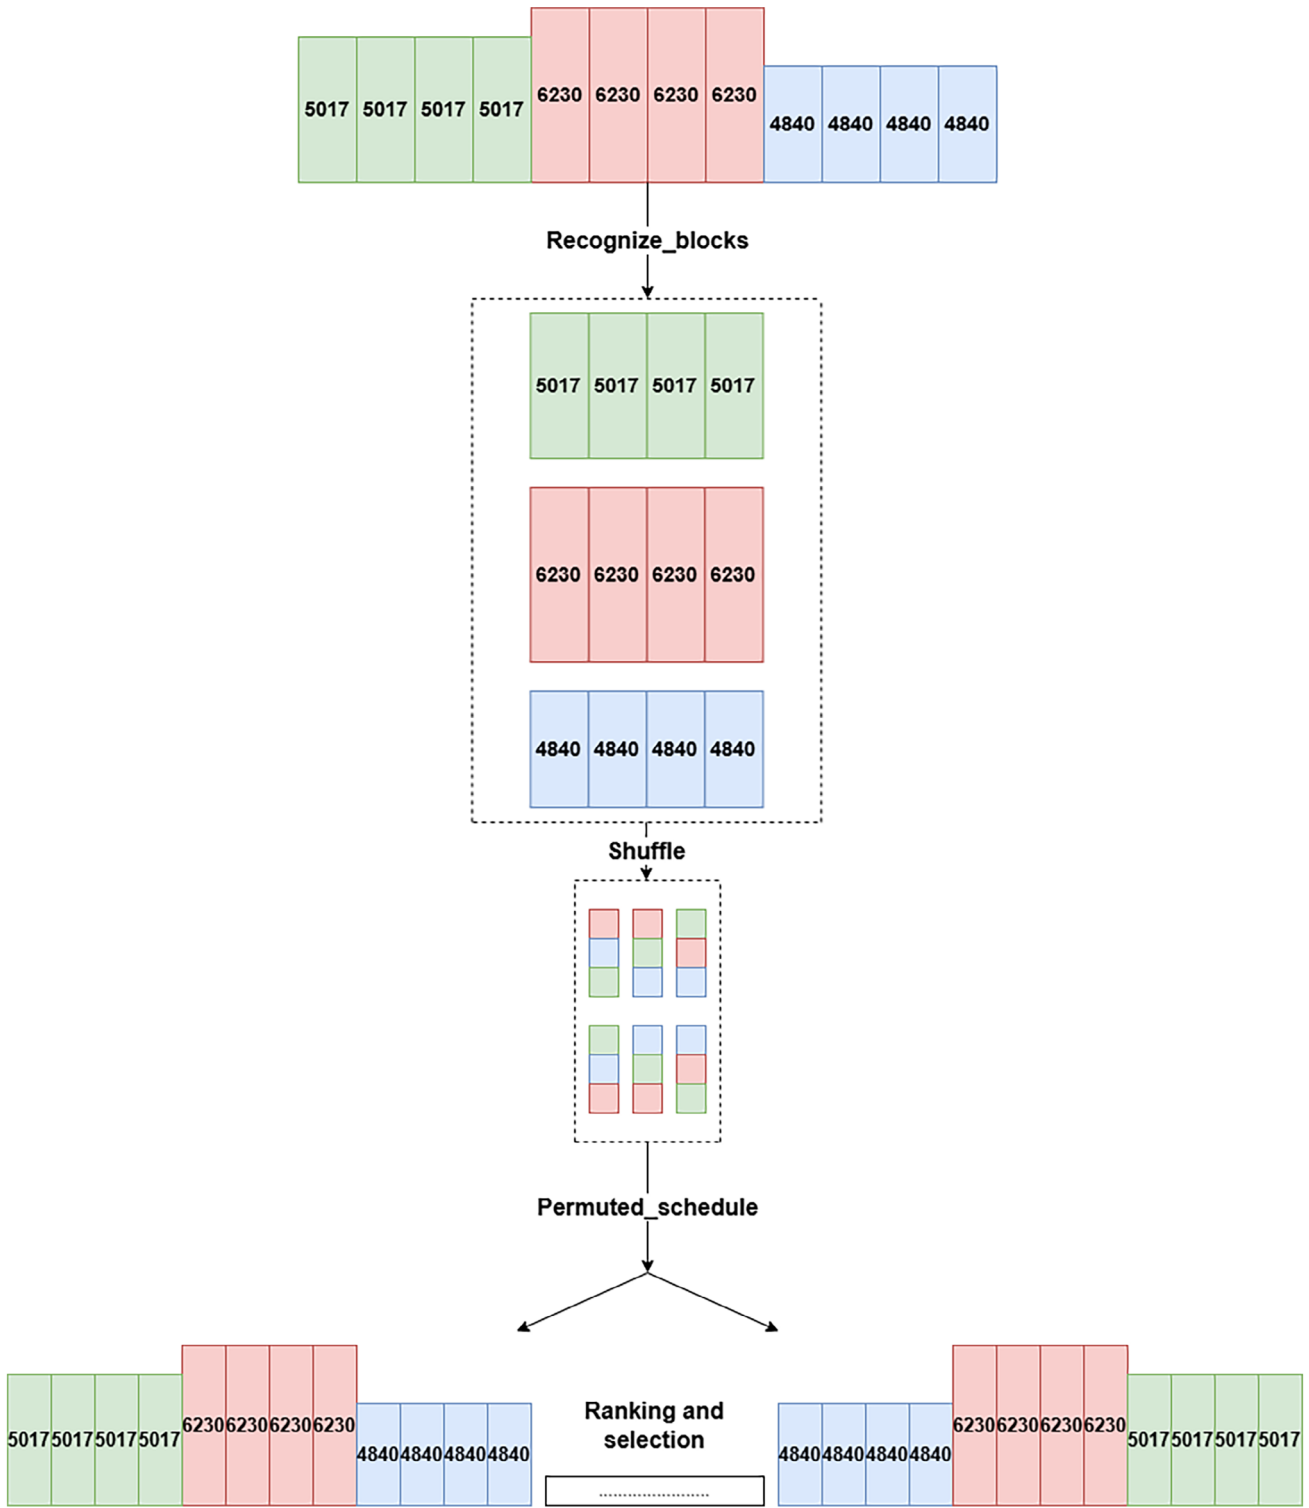 5017 5017 5017 5017 6230 6230 6230 6230 4840 4840 4840 4840
Recognize_blocks
5017 5017 5017 5017
6230 6230 6230 6230
4840 4840 4840 4840
Shuffle
Permuted_schedule
5017 5017 5017 5017 6230 6230 6230 6230 4840 4840 4840 4840
Ranking and
selection
......................
4840 4840 4840 4840 6230 6230 6230 6230 5017 5017 5017 5017